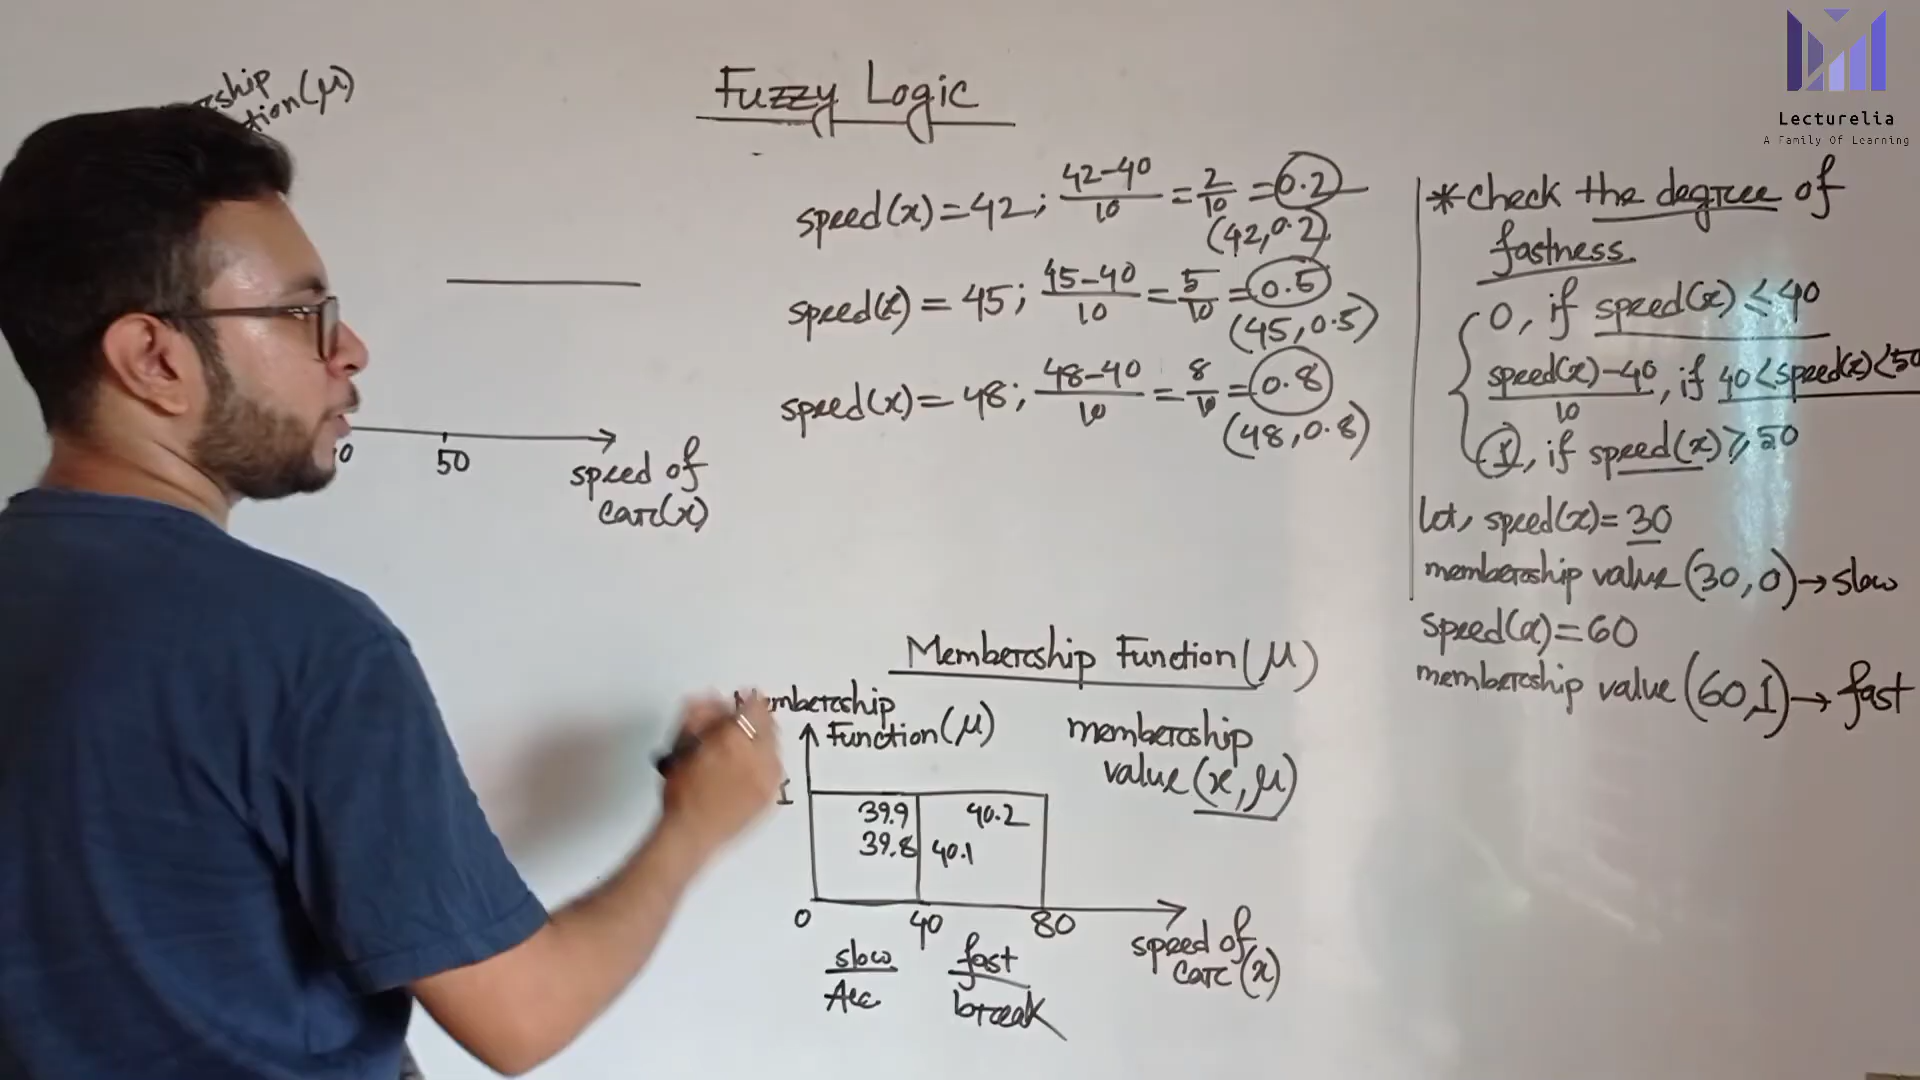 Fuzzy Logic
speed(x) = 42; 42-40/10 = 2/10 = 0.2
(42, 0.2)
speed(x) = 45; 45-40/10 = 5/10 = 0.5
(45, 0.5)
speed(x) = 48; 48-40/10 = 8/10 = 0.8
(48, 0.8)
(μ)
50
speed of
car(x)
Membership Function(μ)
Membership
Function(μ)
membership
value (x, μ)
1
39.9
40.2
39.8
40.1
0
40
80
speed of
car(x)
slow
fast
Acc
break
Lecturelia
A Family Of Learning
*check the degree of
fastness
0, if speed(x) ≤ 40
speed(x)-40/10, if 40<speed(x)<50
1, if speed(x) ≥ 50
let, speed(x) = 30
membership value (30, 0) → slow
speed(x) = 60
membership value (60, 1) → fast